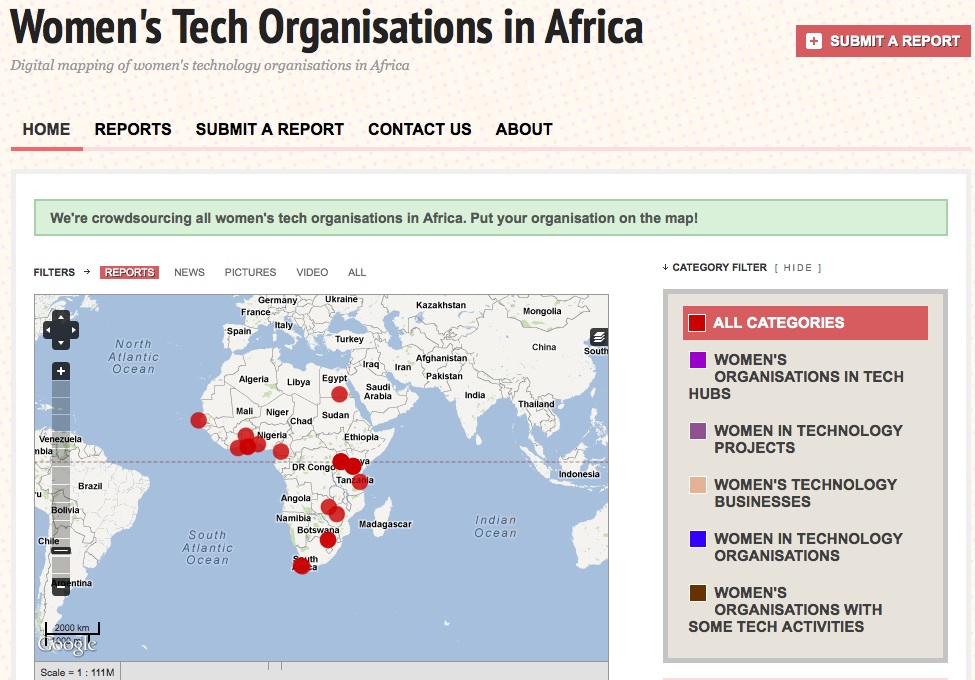 Women's Tech Organisations in Africa
Digital mapping of women's technology organisations in Africa
SUBMIT A REPORT
HOME
REPORTS
SUBMIT A REPORT
CONTACT US
ABOUT
We're crowdsourcing all women's tech organisations in Africa. Put your organisation on the map!
FILTERS → REPORTS NEWS PICTURES VIDEO ALL
Germany
Ukraine
France
Kazakhstan
Mongolia
Italy
Spain
Turkey
China
South
North
Atlantic
Ocean
Afghanistan
Iraq
Iran
Pakistan
Algeria
Libya
Egypt
Saudi
Arabia
India
Thailand
Mali
Niger
Chad
Sudan
Nigeria
Ethiopia
Venezuela
mbia
ya
DR Congo
Tanzania
Indonesia
Brazil
ru
Angola
Bolivia
Namibia
Madagascar
Botswana
Indian
Ocean
Chile
South
Atlantic
Ocean
South
Africa
Argentina
2000 km
1000 mi
Google
Scale = 1 : 111M
↓ CATEGORY FILTER [ HIDE ]
ALL CATEGORIES
WOMEN'S
ORGANISATIONS IN TECH
HUBS
WOMEN IN TECHNOLOGY
PROJECTS
WOMEN'S TECHNOLOGY
BUSINESSES
WOMEN IN TECHNOLOGY
ORGANISATIONS
WOMEN'S
ORGANISATIONS WITH
SOME TECH ACTIVITIES